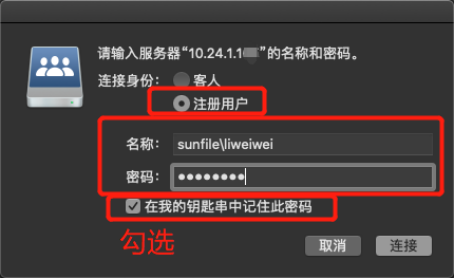 请输入服务器“10.24.1.1 ”的名称和密码。
连接身份： 客人
注册用户
名称： sunfile\liweiwei
密码： ●●●●●●●●
在我的钥匙串中记住此密码
勾选
取消 连接